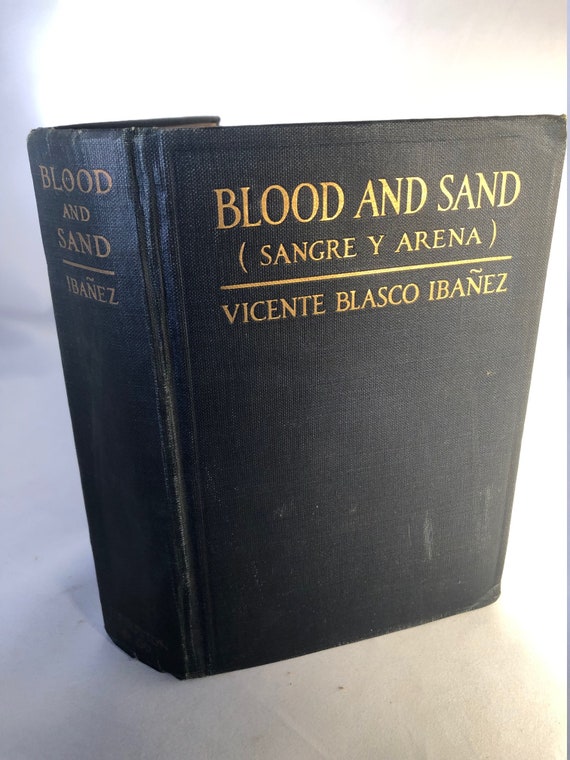 BLOOD
AND
SAND
IBAÑEZ
BLOOD AND SAND
( SANGRE Y ARENA )
VICENTE BLASCO IBAÑEZ